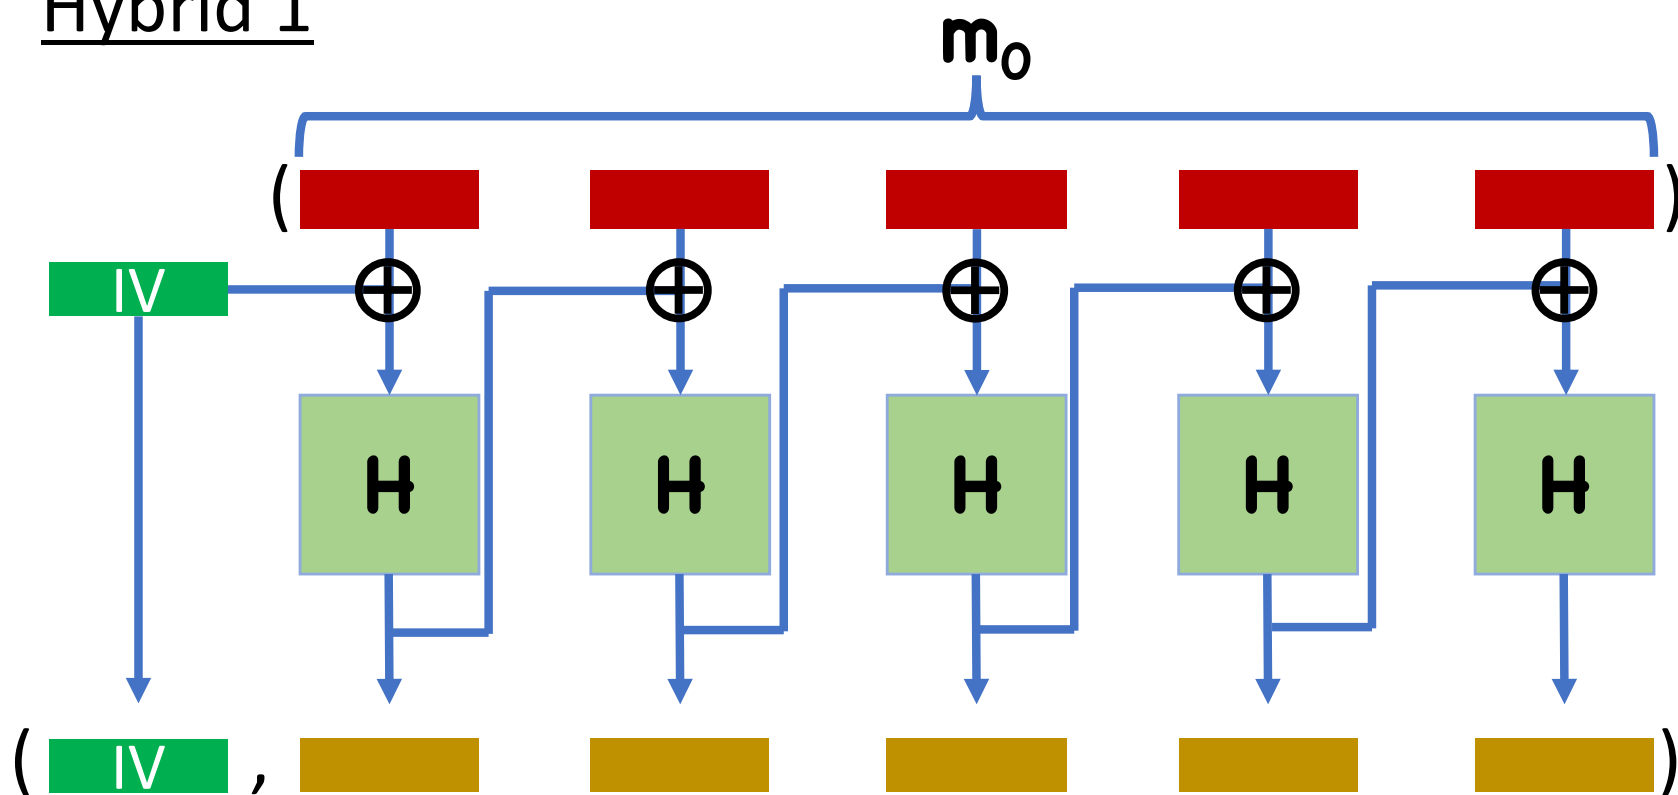 Hybrid 1
m₀
( )
IV
H H H H H
( IV , )